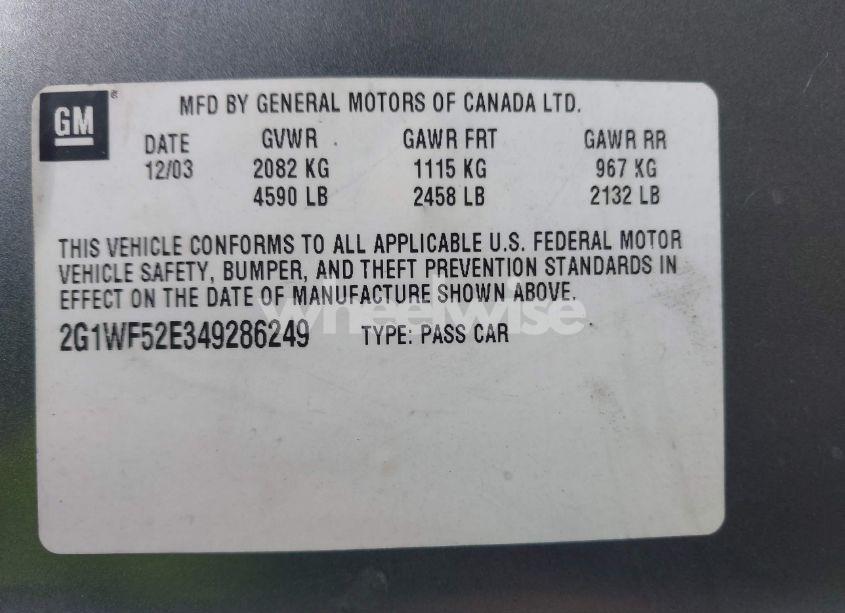 GM
MFD BY GENERAL MOTORS OF CANADA LTD.
DATE GVWR GAWR FRT GAWR RR
12/03 2082 KG 1115 KG 967 KG
4590 LB 2458 LB 2132 LB
THIS VEHICLE CONFORMS TO ALL APPLICABLE U.S. FEDERAL MOTOR
VEHICLE SAFETY, BUMPER, AND THEFT PREVENTION STANDARDS IN
EFFECT ON THE DATE OF MANUFACTURE SHOWN ABOVE.
wheelwise
2G1WF52E349286249 TYPE: PASS CAR